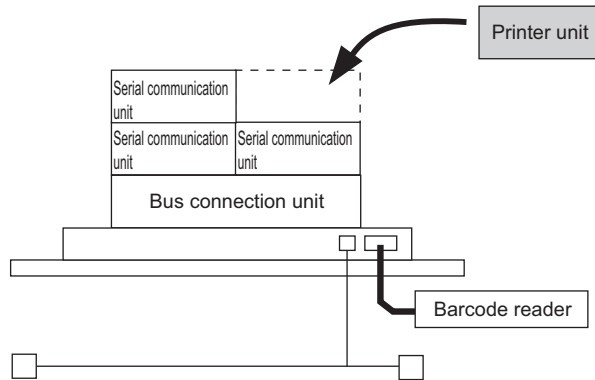 Printer unit
Serial communication
unit
Serial communication
unit
Serial communication
unit
Bus connection unit
Barcode reader